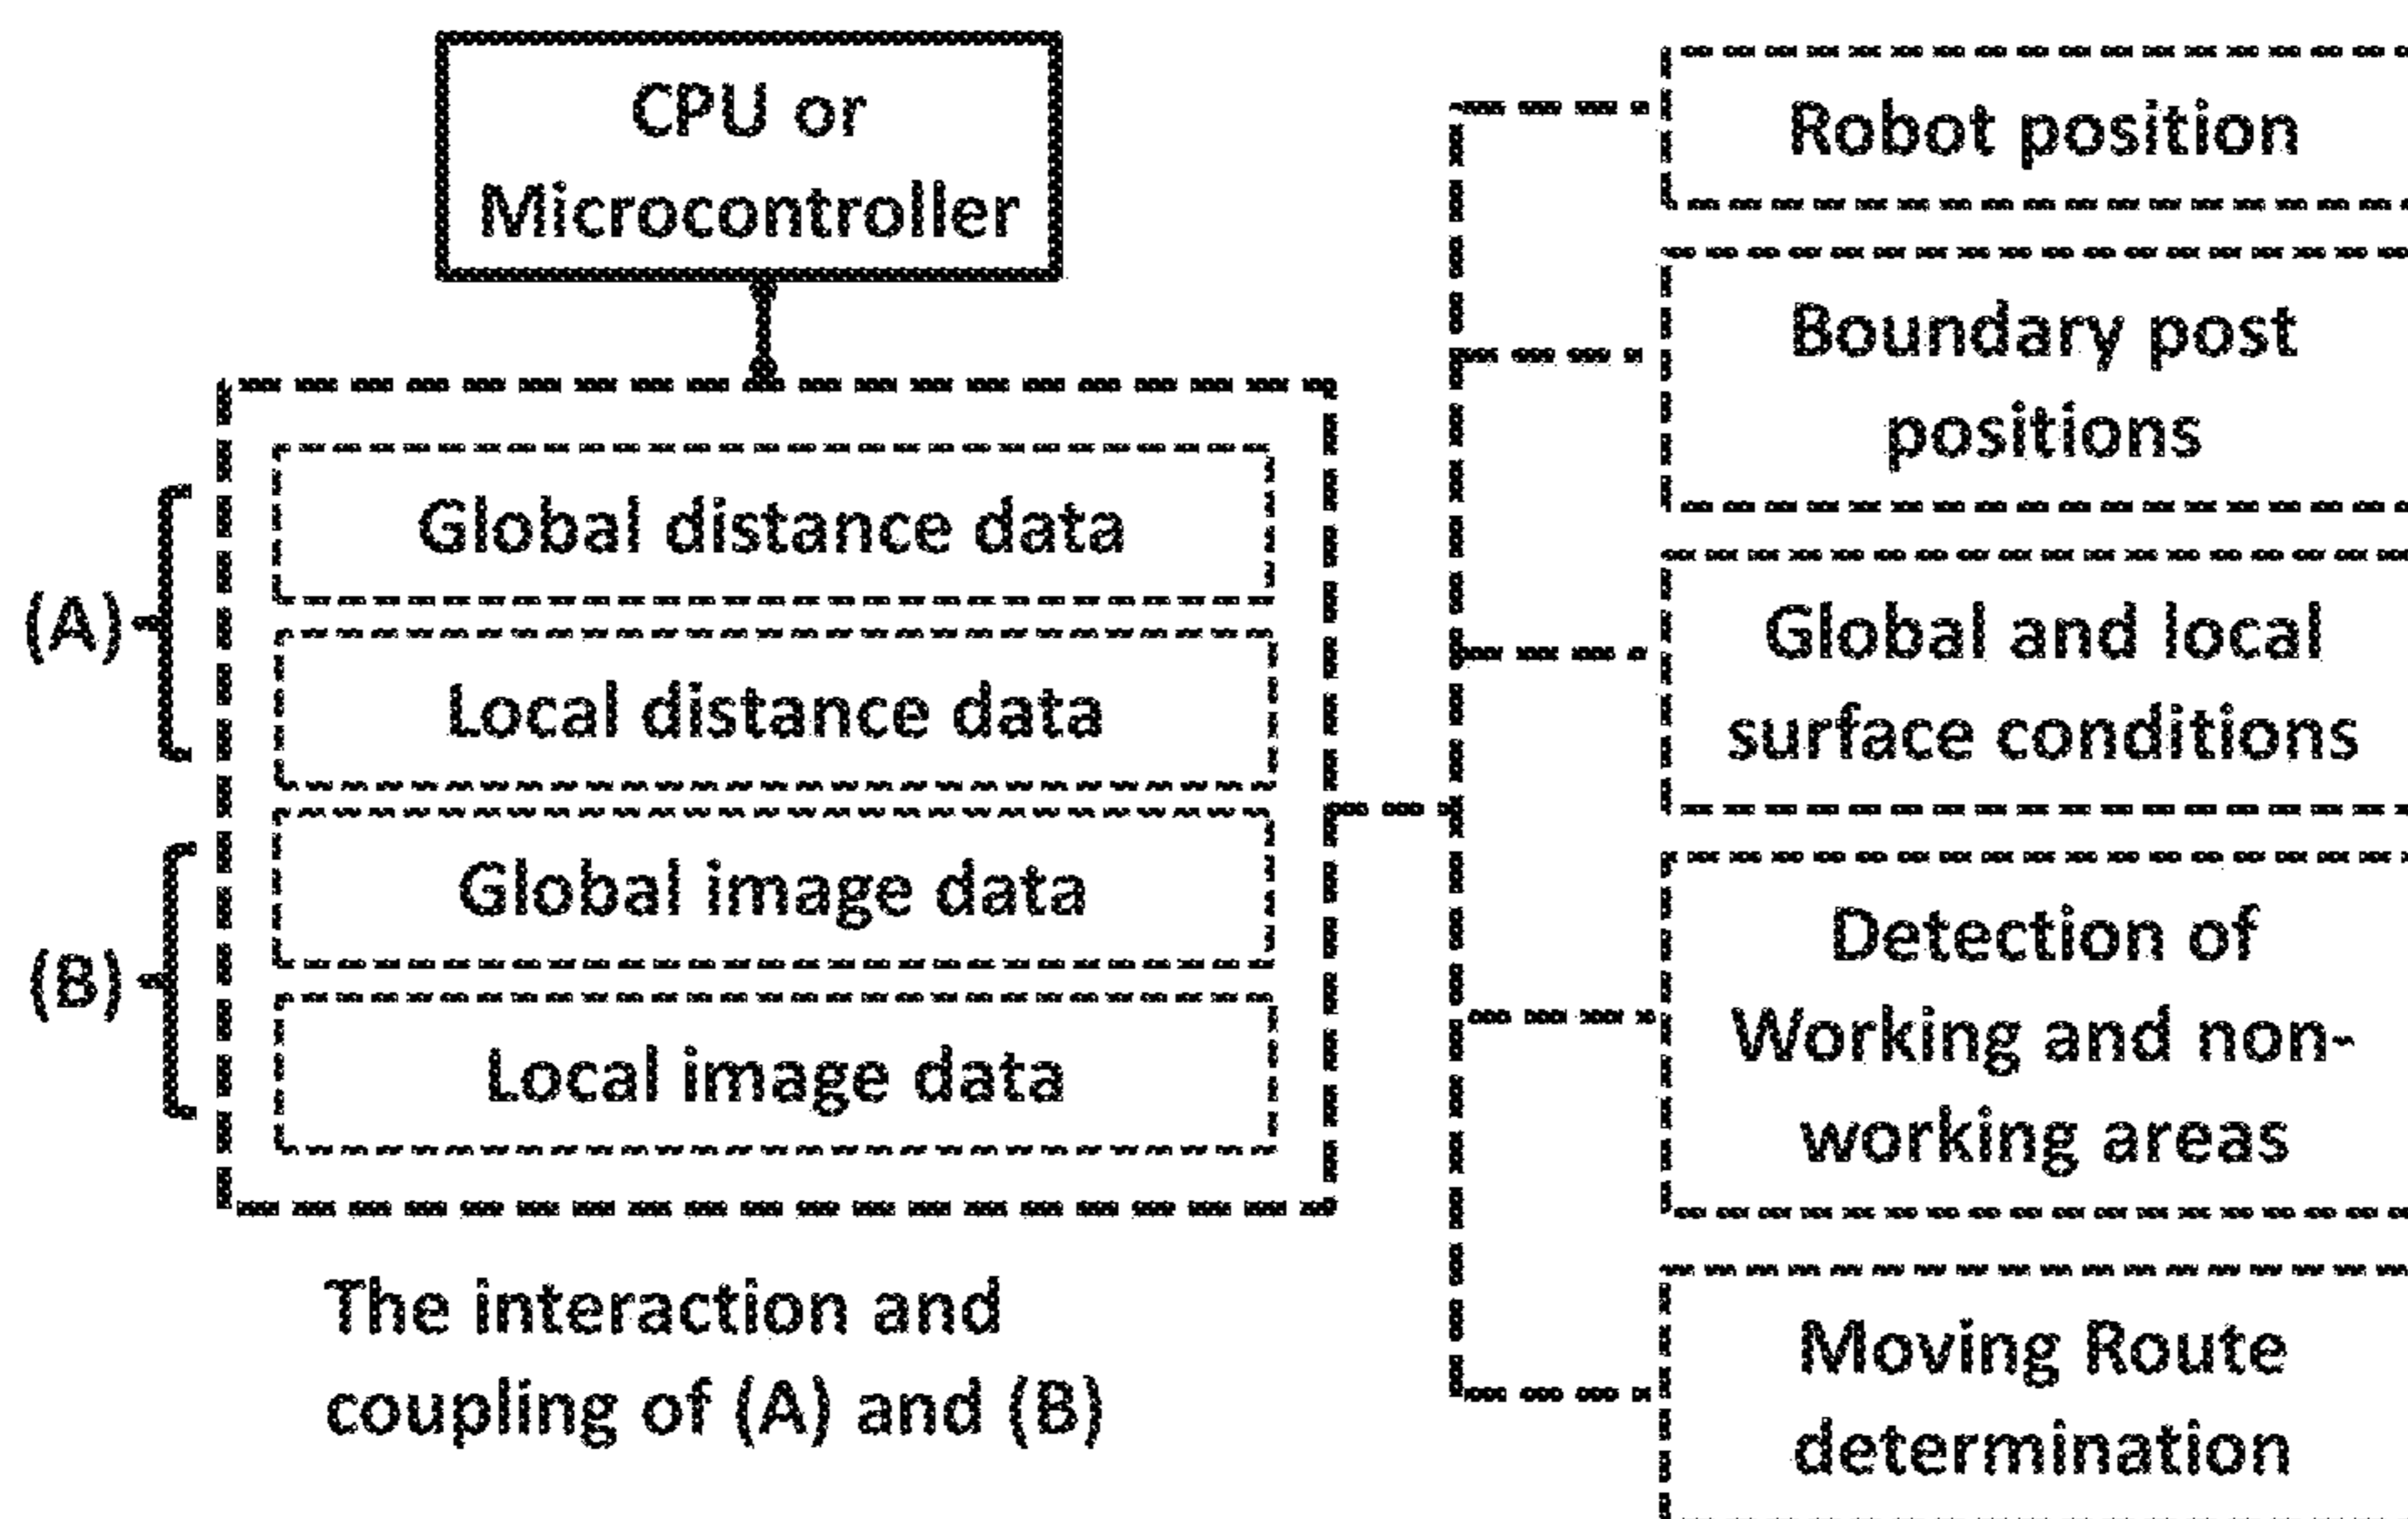 CPU or
Microcontroller
(A)
Global distance data
Local distance data
(B)
Global image data
Local image data
The interaction and
coupling of (A) and (B)
Robot position
Boundary post
positions
Global and local
surface conditions
Detection of
Working and non-
working areas
Moving Route
determination